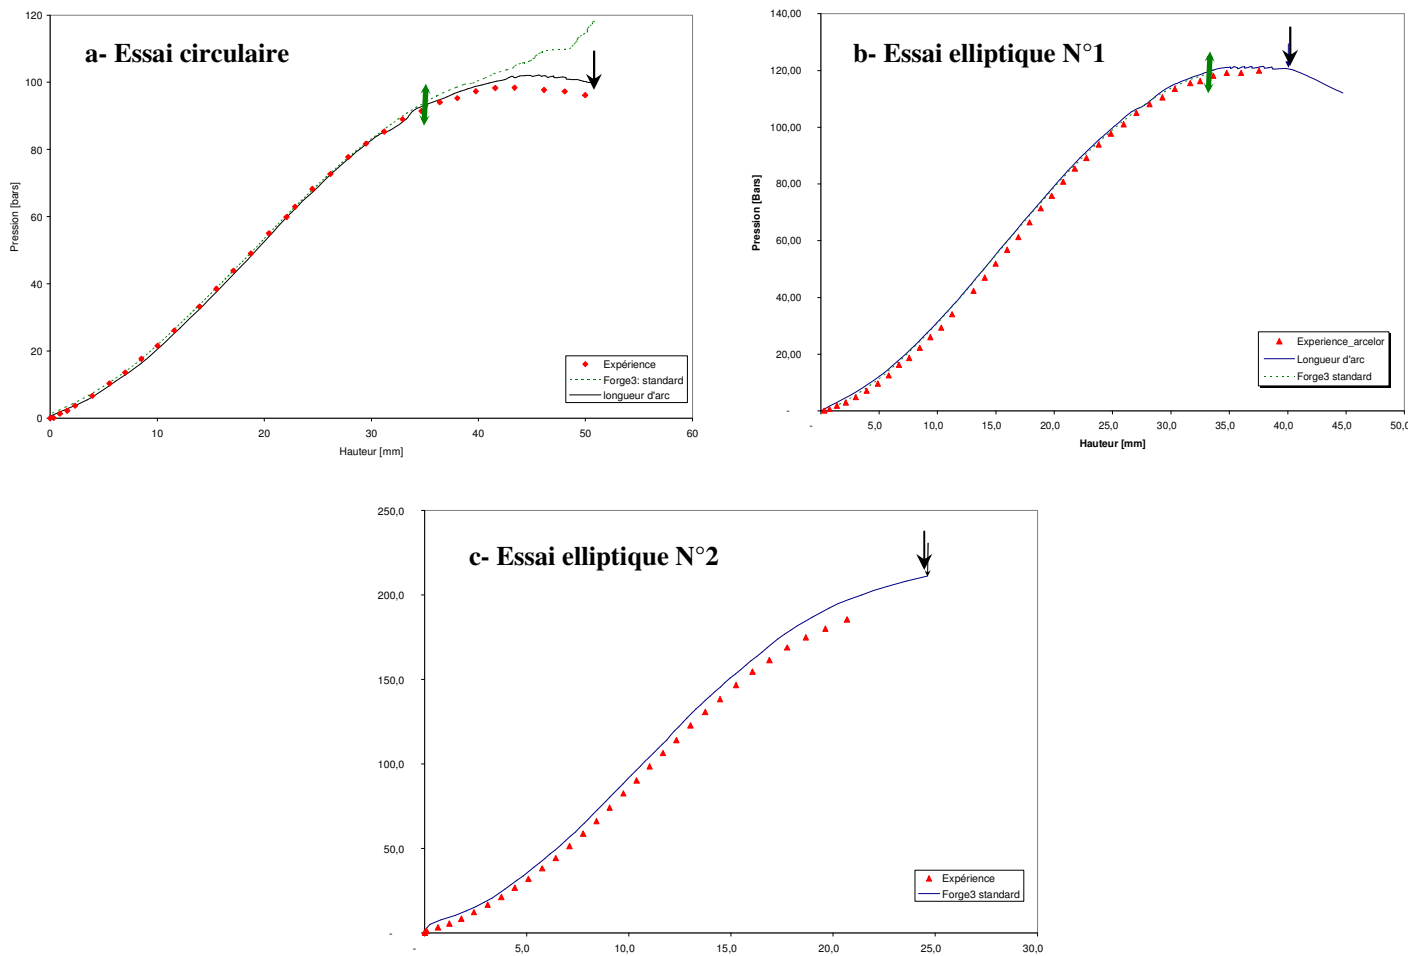 a- Essai circulaire
120
100
80
60
40
20
0
Pression [bars]
0 10 20 30 40 50 60
Hauteur [mm]
Expérience
Forge3: standard
longueur d'arc
b- Essai elliptique N°1
140,00
120,00
100,00
80,00
60,00
40,00
20,00
-
Pression [Bars]
- 5,0 10,0 15,0 20,0 25,0 30,0 35,0 40,0 45,0 50,0
Hauteur [mm]
Experience_arcelor
Longueur d'arc
Forge3 standard
c- Essai elliptique N°2
250,0
200,0
150,0
100,0
50,0
-
- 5,0 10,0 15,0 20,0 25,0 30,0
Expérience
Forge3 standard